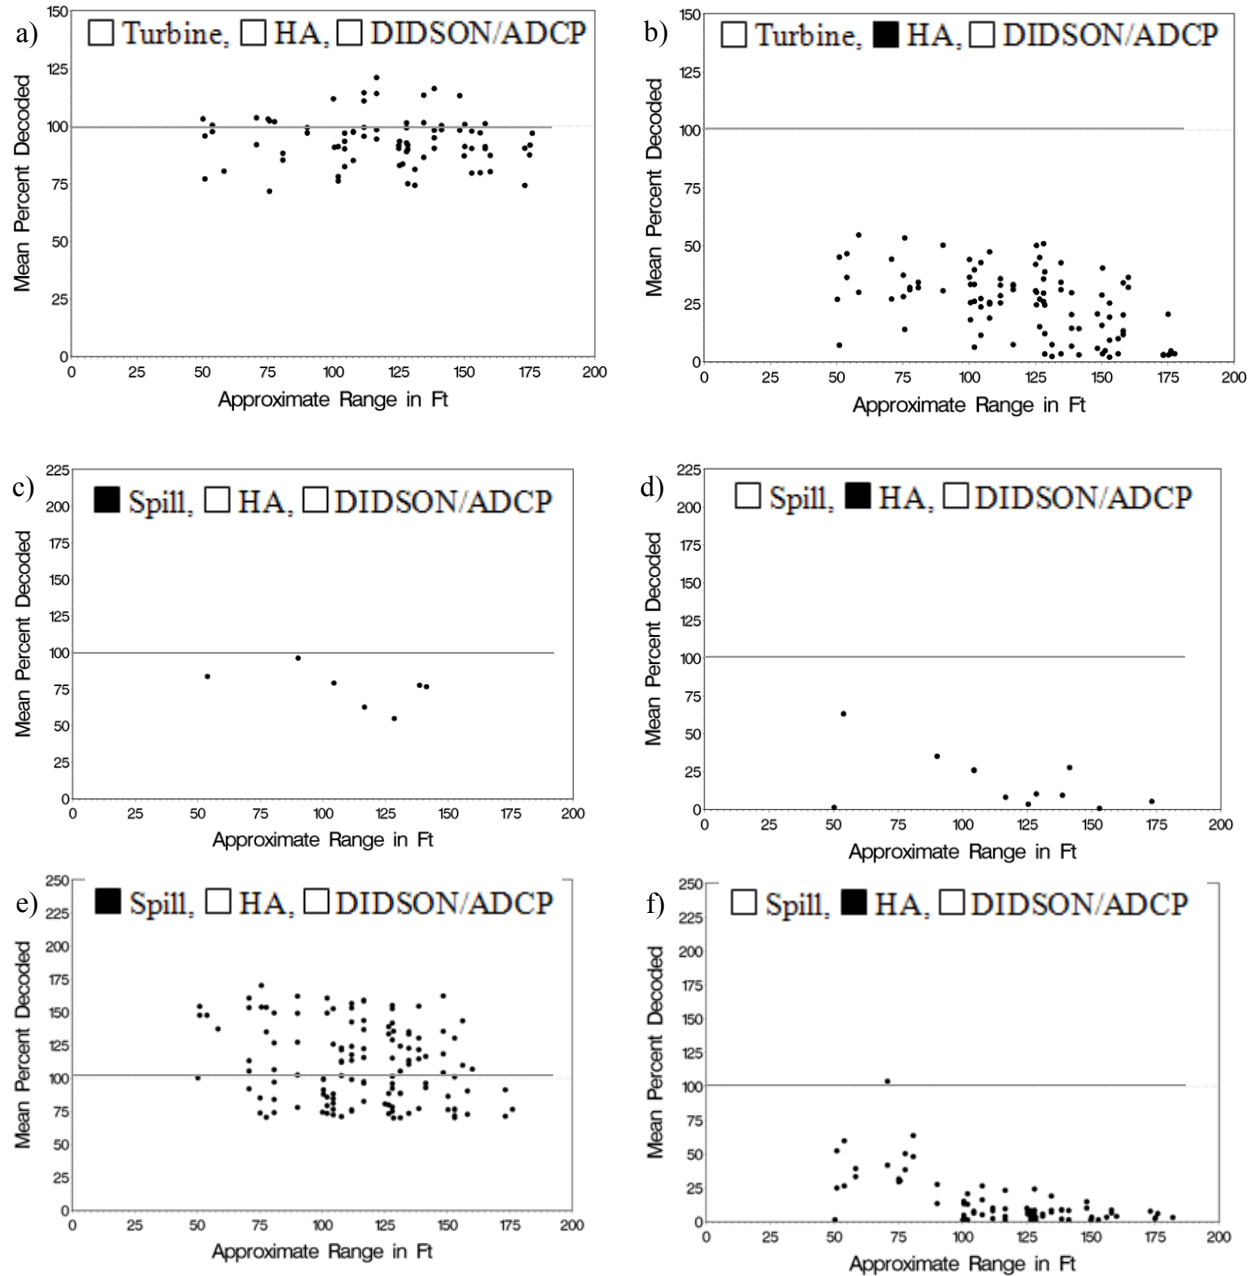 a)
Turbine, HA, DIDSON/ADCP
150
125
100
75
50
25
0
Mean Percent Decoded
0 25 50 75 100 125 150 175 200
Approximate Range in Ft
b)
Turbine, HA, DIDSON/ADCP
150
125
100
75
50
25
0
Mean Percent Decoded
0 25 50 75 100 125 150 175 200
Approximate Range in Ft
c)
Spill, HA, DIDSON/ADCP
225
200
175
150
125
100
75
50
25
0
Mean Percent Decoded
0 25 50 75 100 125 150 175 200
Approximate Range in Ft
d)
Spill, HA, DIDSON/ADCP
225
200
175
150
125
100
75
50
25
0
Mean Percent Decoded
0 25 50 75 100 125 150 175 200
Approximate Range in Ft
e)
Spill, HA, DIDSON/ADCP
250
225
200
175
150
125
100
75
50
25
0
Mean Percent Decoded
0 25 50 75 100 125 150 175 200
Approximate Range in Ft
f)
Spill, HA, DIDSON/ADCP
250
225
200
175
150
125
100
75
50
25
0
Mean Percent Decoded
0 25 50 75 100 125 150 175 200
Approximate Range in Ft